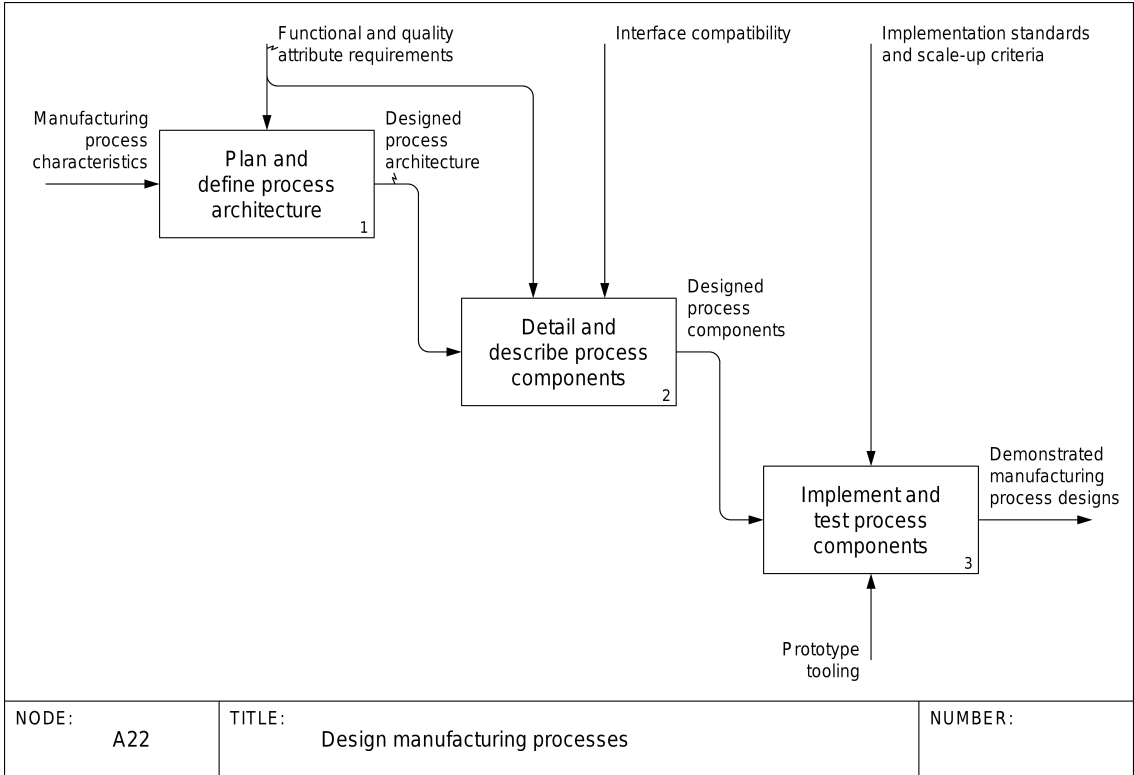 Functional and quality
attribute requirements
Interface compatibility
Implementation standards
and scale-up criteria
Manufacturing
process
characteristics
Designed
process
architecture
Plan and
define process
architecture
1
Designed
process
components
Detail and
describe process
components
2
Demonstrated
manufacturing
process designs
Implement and
test process
components
3
Prototype
tooling
NODE:
A22
TITLE:
Design manufacturing processes
NUMBER: